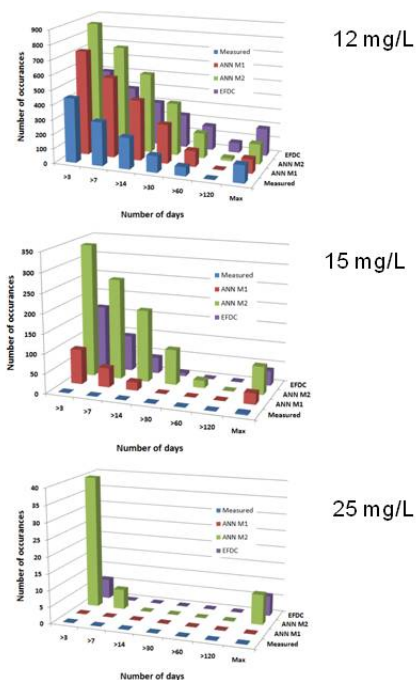 12 mg/L
900
800
700
600
500
400
300
200
100
0
Number of occurances
Measured
ANN M1
ANN M2
EFDC
>3
>7
>14
>30
>60
>120
Max
EFDC
ANN M2
ANN M1
Measured
Number of days
15 mg/L
350
300
250
200
150
100
50
0
Number of occurances
Measured
ANN M1
ANN M2
EFDC
>3
>7
>14
>30
>60
>120
Max
EFDC
ANN M2
ANN M1
Measured
Number of days
25 mg/L
40
35
30
25
20
15
10
5
0
Number of occurances
Measured
ANN M1
ANN M2
EFDC
>3
>7
>14
>30
>60
>120
Max
EFDC
ANN M2
ANN M1
Measured
Number of days